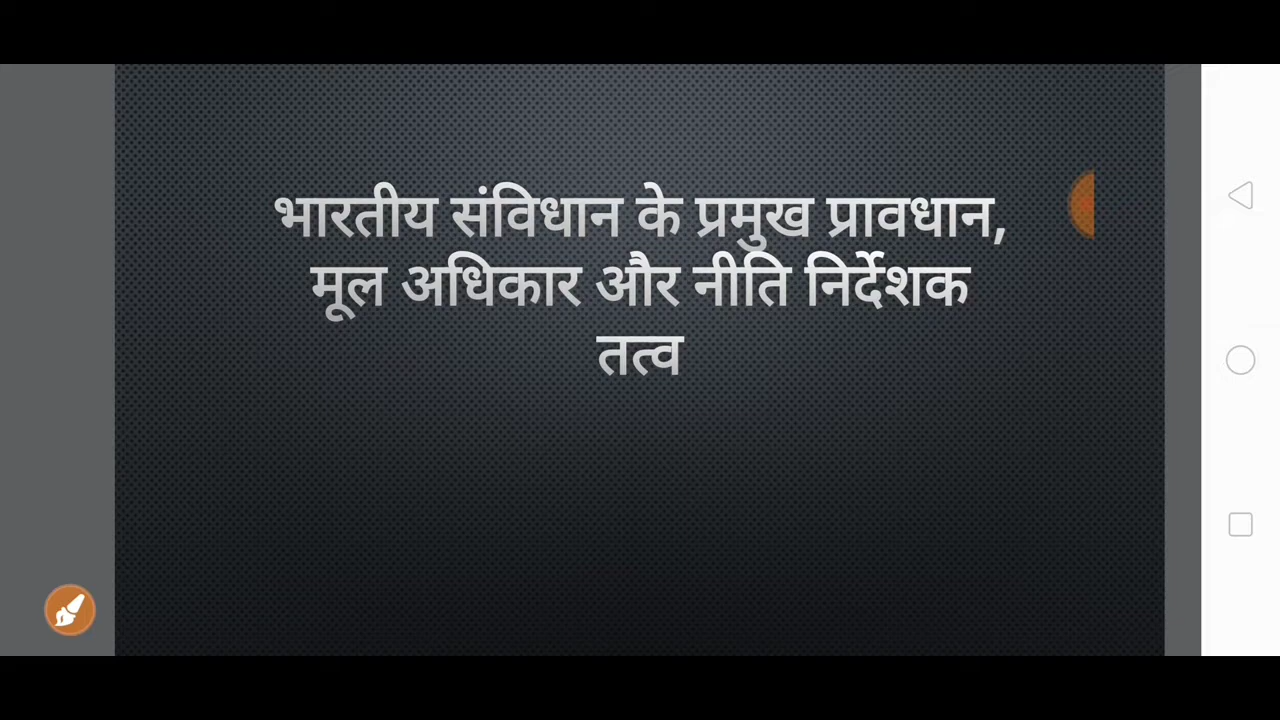 भारतीय संविधान के प्रमुख प्रावधान,
मूल अधिकार और नीति निर्देशक
तत्व